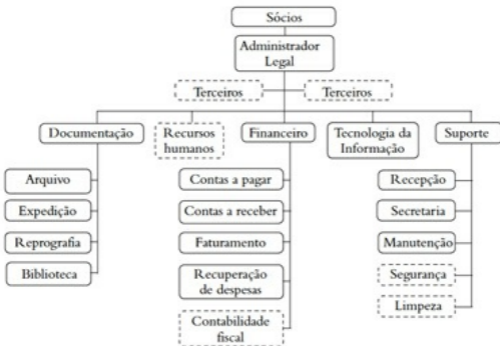 Sócios
Administrador
Legal
Terceiros
Terceiros
Documentação
Recursos
humanos
Financeiro
Tecnologia da
Informação
Suporte
Arquivo
Expedição
Reprografia
Biblioteca
Contas a pagar
Contas a receber
Faturamento
Recuperação
de despesas
Contabilidade
fiscal
Recepção
Secretaria
Manutenção
Segurança
Limpeza